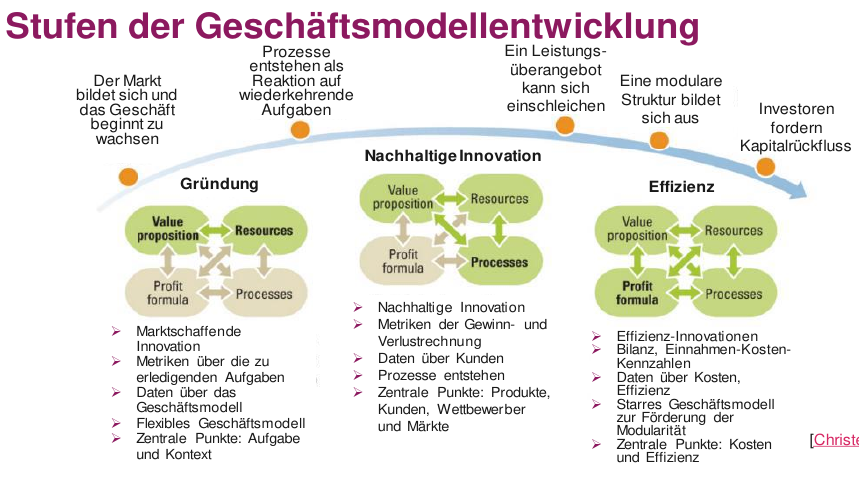 Stufen der Geschäftsmodellentwicklung
Der Markt
bildet sich und
das Geschäft
beginnt zu
wachsen
Prozesse
entstehen als
Reaktion auf
wiederkehrende
Aufgaben
Ein Leistungs-
überangebot
kann sich
einschleichen
Eine modulare
Struktur bildet
sich aus
Investoren
fordern
Kapitalrückfluss
Gründung
Value
proposition
Resources
Profit
formula
Processes
➢ Marktschaffende
Innovation
➢ Metriken über die zu
erledigenden Aufgaben
➢ Daten über das
Geschäftsmodell
➢ Flexibles Geschäftsmodell
➢ Zentrale Punkte: Aufgabe
und Kontext
Nachhaltige Innovation
Value
proposition
Resources
Profit
formula
Processes
➢ Nachhaltige Innovation
➢ Metriken der Gewinn- und
Verlustrechnung
➢ Daten über Kunden
➢ Prozesse entstehen
➢ Zentrale Punkte: Produkte,
Kunden, Wettbewerber
und Märkte
Effizienz
Value
proposition
Resources
Profit
formula
Processes
➢ Effizienz-Innovationen
➢ Bilanz, Einnahmen-Kosten-
Kennzahlen
➢ Daten über Kosten,
Effizienz
➢ Starres Geschäftsmodell
zur Förderung der
Modularität
➢ Zentrale Punkte: Kosten
und Effizienz
[Christe